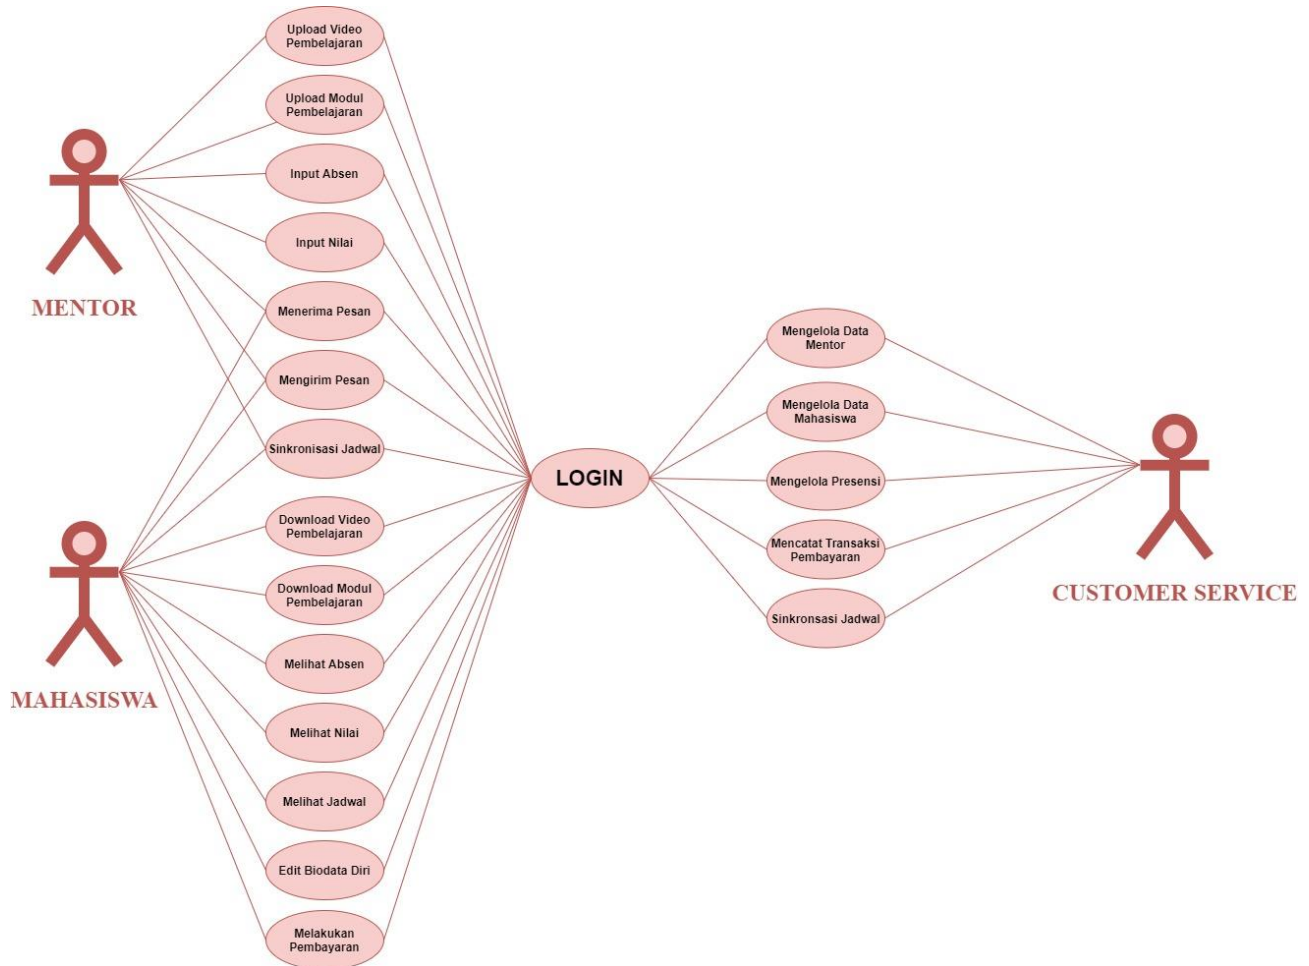 Upload Video
Pembelajaran
Upload Modul
Pembelajaran
Input Absen
Input Nilai
MENTOR
Menerima Pesan
Mengirim Pesan
Sinkronisasi Jadwal
Download Video
Pembelajaran
Download Modul
Pembelajaran
MAHASISWA
Melihat Absen
Melihat Nilai
Melihat Jadwal
Edit Biodata Diri
Melakukan
Pembayaran
LOGIN
Mengelola Data
Mentor
Mengelola Data
Mahasiswa
Mengelola Presensi
Mencatat Transaksi
Pembayaran
Sinkronsasi Jadwal
CUSTOMER SERVICE